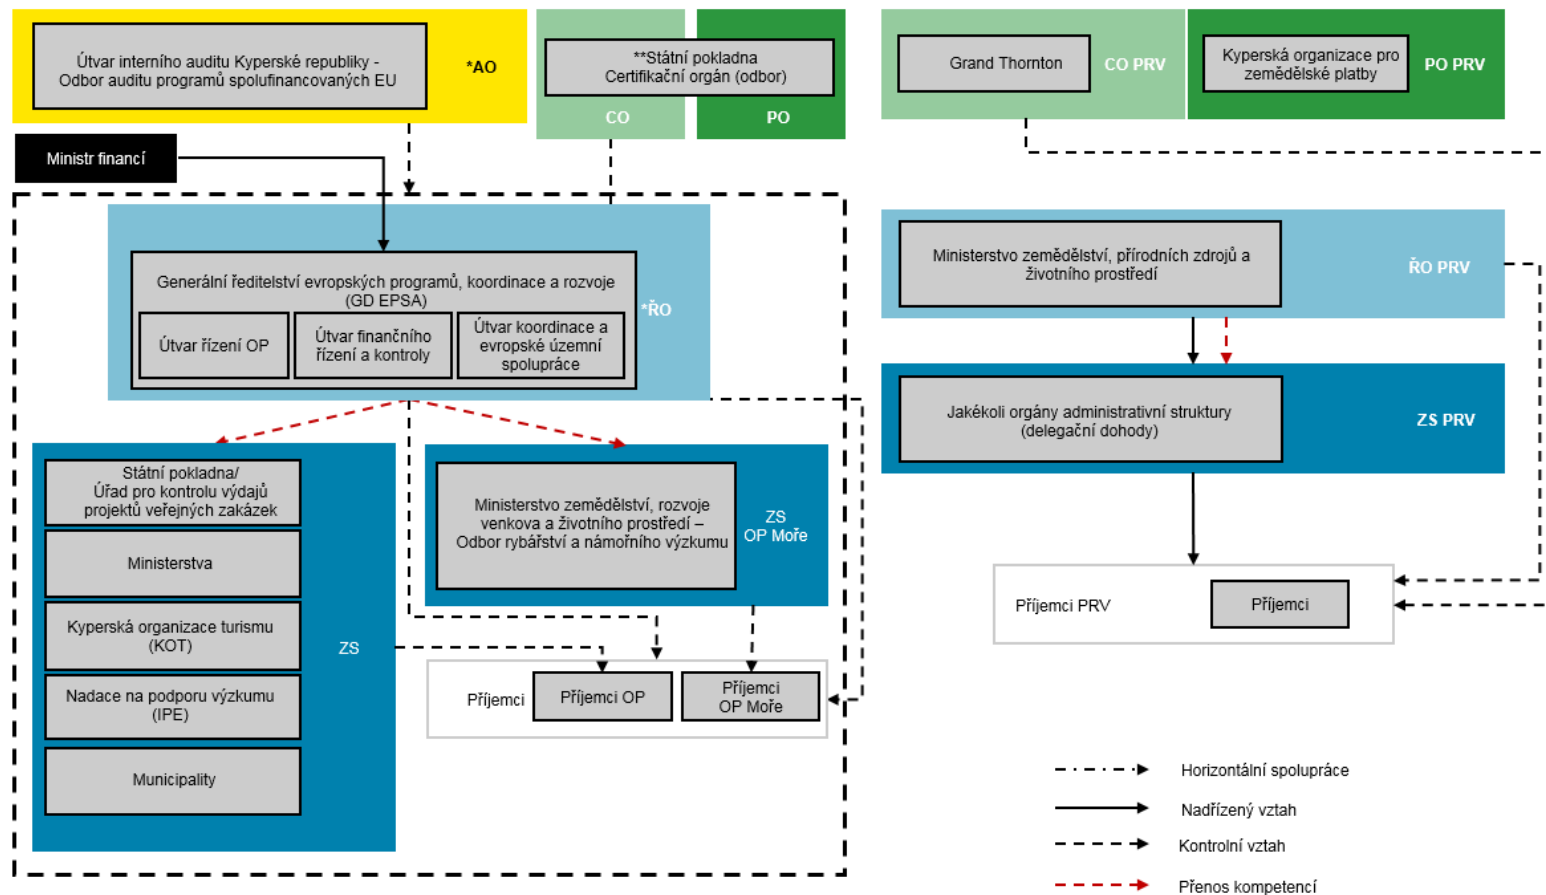 Útvar interního auditu Kyperské republiky -
Odbor auditu programů spolufinancovaných EU
*AO
**Státní pokladna
Certifikační orgán (odbor)
CO
PO
Grand Thornton
CO PRV
Kyperská organizace pro
zemědělské platby
PO PRV
Ministr financí
Generální ředitelství evropských programů, koordinace a rozvoje
(GD EPSA)
*ŘO
Útvar řízení OP
Útvar finančního
řízení a kontroly
Útvar koordinace a
evropské územní
spolupráce
Ministerstvo zemědělství, přírodních zdrojů a
životního prostředí
ŘO PRV
Jakékoli orgány administrativní struktury
(delegační dohody)
ZS PRV
Státní pokladna/
Úřad pro kontrolu výdajů
projektů veřejných zakázek
Ministerstva
Kyperská organizace turismu
(KOT)
Nadace na podporu výzkumu
(IPE)
Municipality
ZS
Ministerstvo zemědělství, rozvoje
venkova a životního prostředí –
Odbor rybářství a námořního výzkumu
ZS
OP Moře
Příjemci
Příjemci OP
Příjemci
OP Moře
Příjemci PRV
Příjemci
Horizontální spolupráce
Nadřízený vztah
Kontrolní vztah
Přenos kompetencí